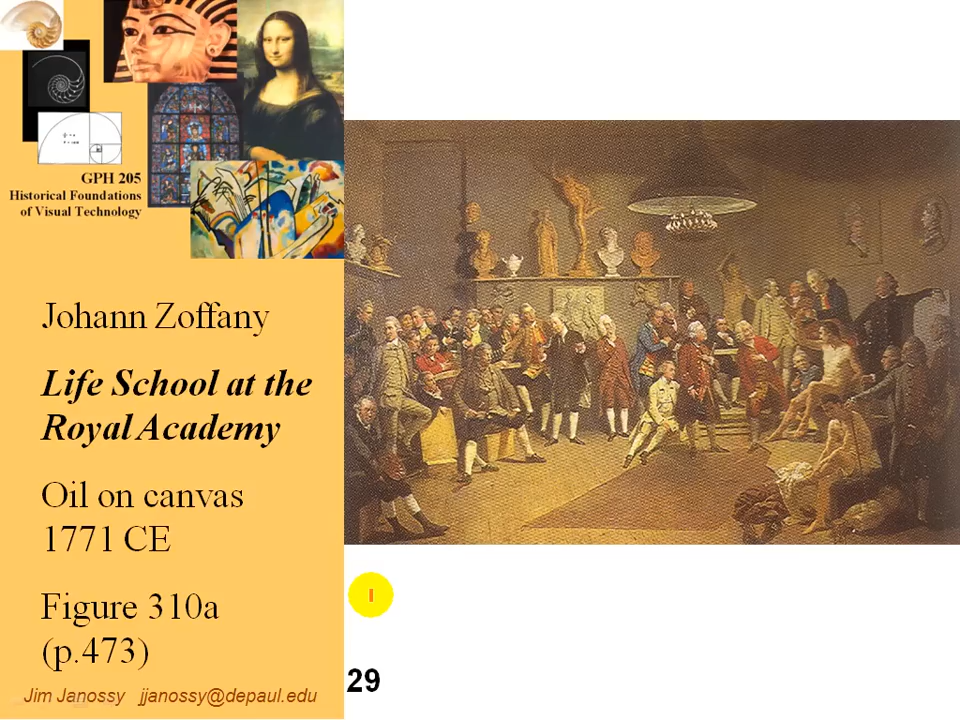 GPH 205
Historical Foundations
of Visual Technology
Johann Zoffany
Life School at the
Royal Academy
Oil on canvas
1771 CE
Figure 310a
(p.473)
Jim Janossy jjanossy@depaul.edu
29